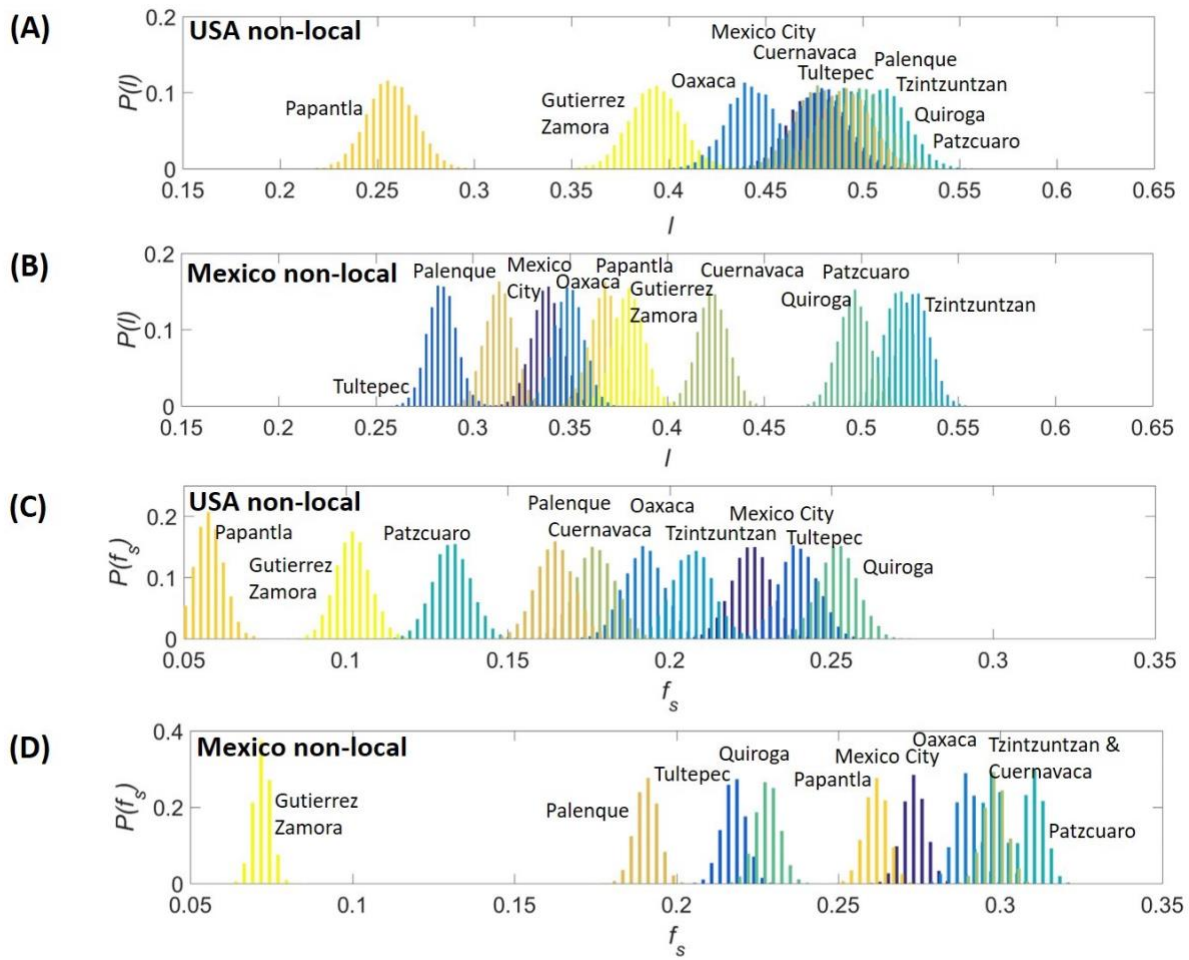 (A)
USA non-local
0.2
0.1
0
P(l)
Papantla
Gutierrez
Zamora
Oaxaca
Mexico City
Cuernavaca
Tultepec
Palenque
Tzintzuntzan
Quiroga
Patzcuaro
0.15 0.2 0.25 0.3 0.35 0.4 0.45 0.5 0.55 0.6 0.65
l
(B)
Mexico non-local
0.2
0.1
0
P(l)
Tultepec
Palenque
Mexico
City
Oaxaca
Papantla
Gutierrez
Zamora
Cuernavaca
Quiroga
Patzcuaro
Tzintzuntzan
0.15 0.2 0.25 0.3 0.35 0.4 0.45 0.5 0.55 0.6 0.65
l
(C)
USA non-local
0.2
0.1
0
P(f_s)
Papantla
Gutierrez
Zamora
Patzcuaro
Palenque
Cuernavaca
Oaxaca
Tzintzuntzan
Mexico City
Tultepec
Quiroga
0.05 0.1 0.15 0.2 0.25 0.3 0.35
f_s
(D)
Mexico non-local
0.4
0.2
0
P(f_s)
Gutierrez
Zamora
Palenque
Tultepec
Quiroga
Papantla
Mexico City
Oaxaca
Tzintzuntzan &
Cuernavaca
Patzcuaro
0.05 0.1 0.15 0.2 0.25 0.3 0.35
f_s